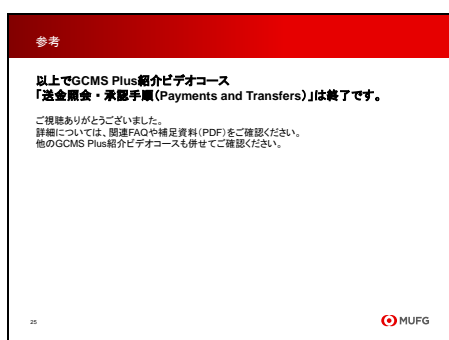 参考
以上でGCMS Plus紹介ビデオコース
「送金照会・承認手順（Payments and Transfers）」は終了です。
ご視聴ありがとうございました。
詳細については、関連FAQや補足資料（PDF）をご確認ください。
他のGCMS Plus紹介ビデオコースも併せてご確認ください。
25
MUFG